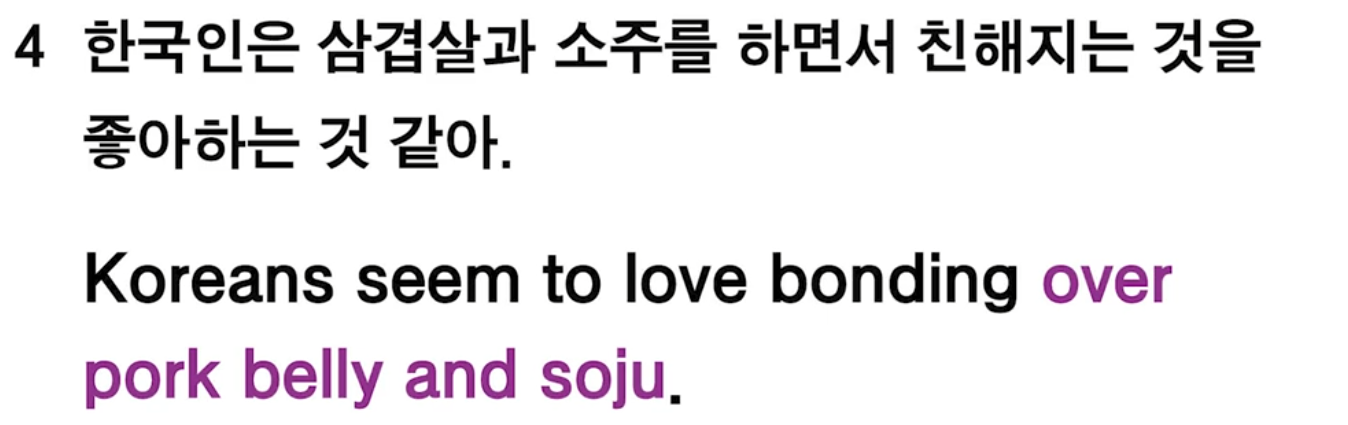 4 한국인은 삼겹살과 소주를 하면서 친해지는 것을
좋아하는 것 같아.
Koreans seem to love bonding over
pork belly and soju.